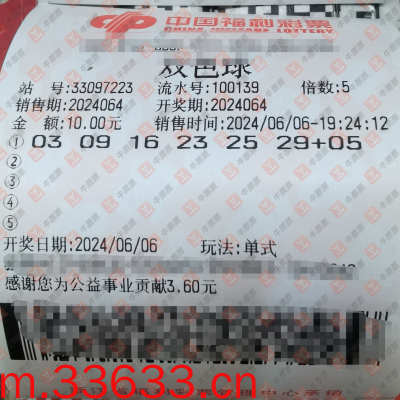 中国福利彩票
CHINA WELFARE LOTTERY
双色球
站 号:33097223 流水号:100139 倍数:5
销售期:2024064 开奖期:2024064
金 额:10.00元 销售时间:2024/06/06-19:24:12
① 03 09 16 23 25 29+05
②
③
④
⑤
开奖日期:2024/06/06 玩法:单式
感谢您为公益事业贡献3.60元
m.33633.cn